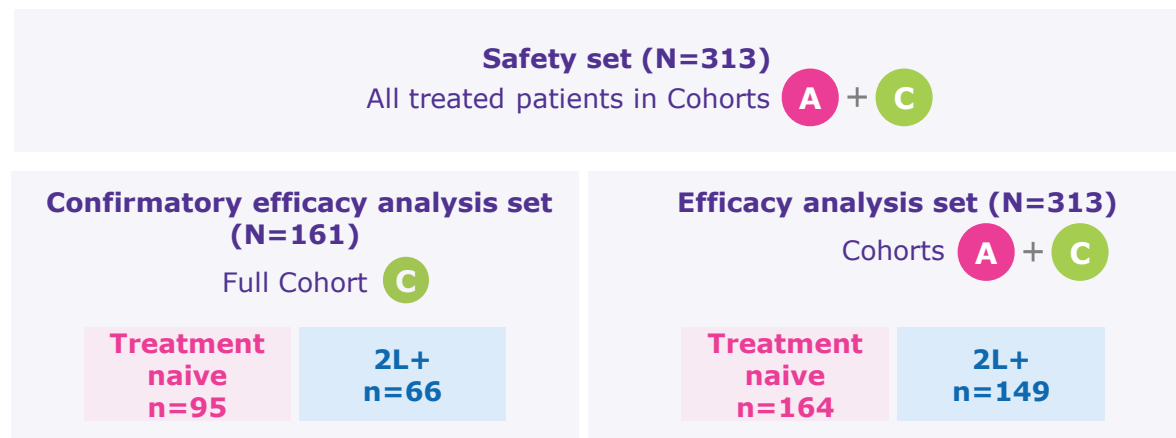 Safety set (N=313)
All treated patients in Cohorts A + C
Confirmatory efficacy analysis set
(N=161)
Full Cohort C
Treatment
naive
n=95
2L+
n=66
Efficacy analysis set (N=313)
Cohorts A + C
Treatment
naive
n=164
2L+
n=149